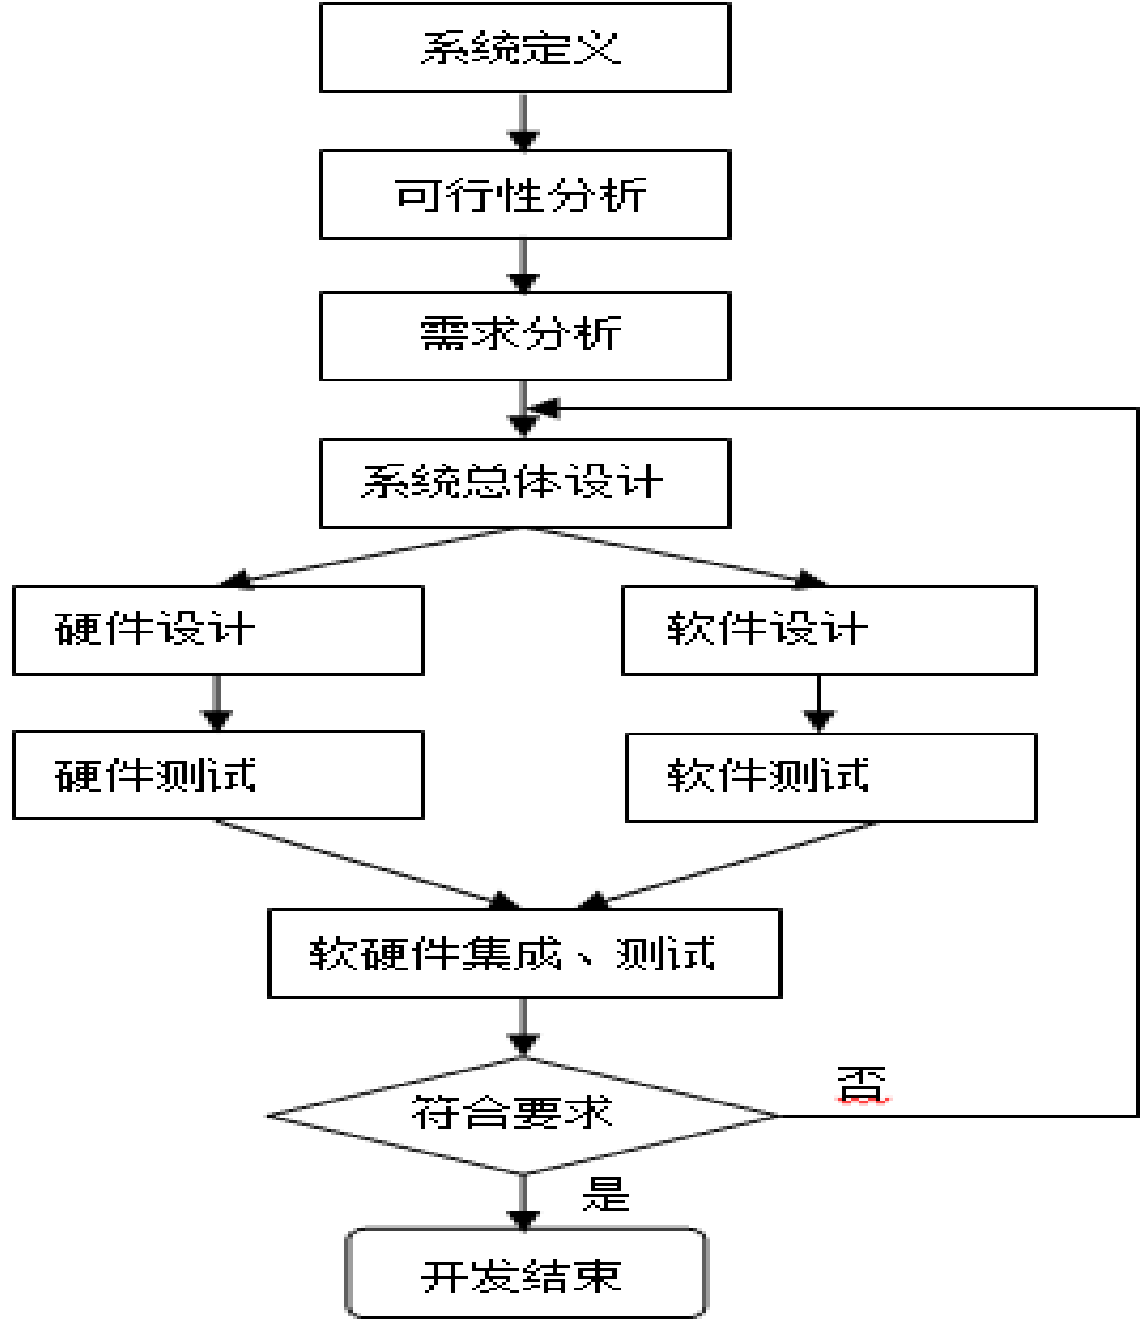 系统定义
可行性分析
需求分析
系统总体设计
硬件设计
软件设计
硬件测试
软件测试
软硬件集成、测试
符合要求
否
是
开发结束